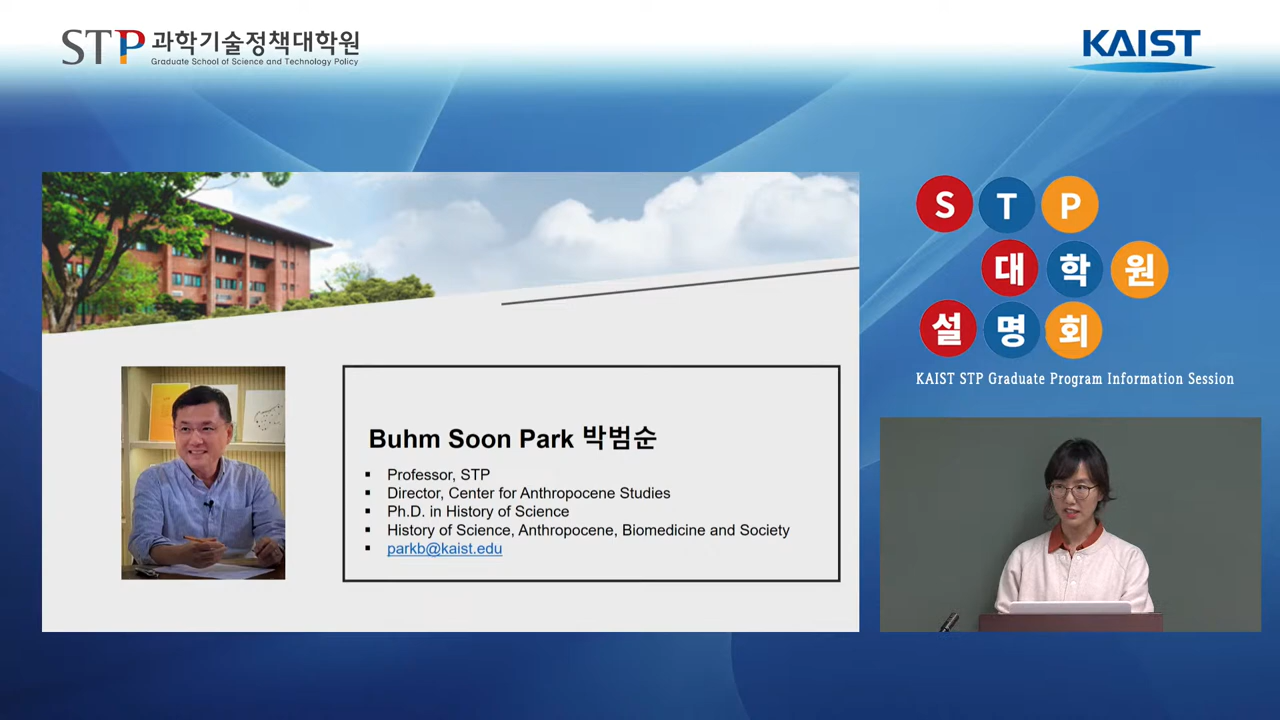 STP 과학기술정책대학원
Graduate School of Science and Technology Policy
KAIST
S T P
대 학 원
설 명 회
KAIST STP Graduate Program Information Session
Buhm Soon Park 박범순
▪ Professor, STP
▪ Director, Center for Anthropocene Studies
▪ Ph.D. in History of Science
▪ History of Science, Anthropocene, Biomedicine and Society
▪ parkb@kaist.edu